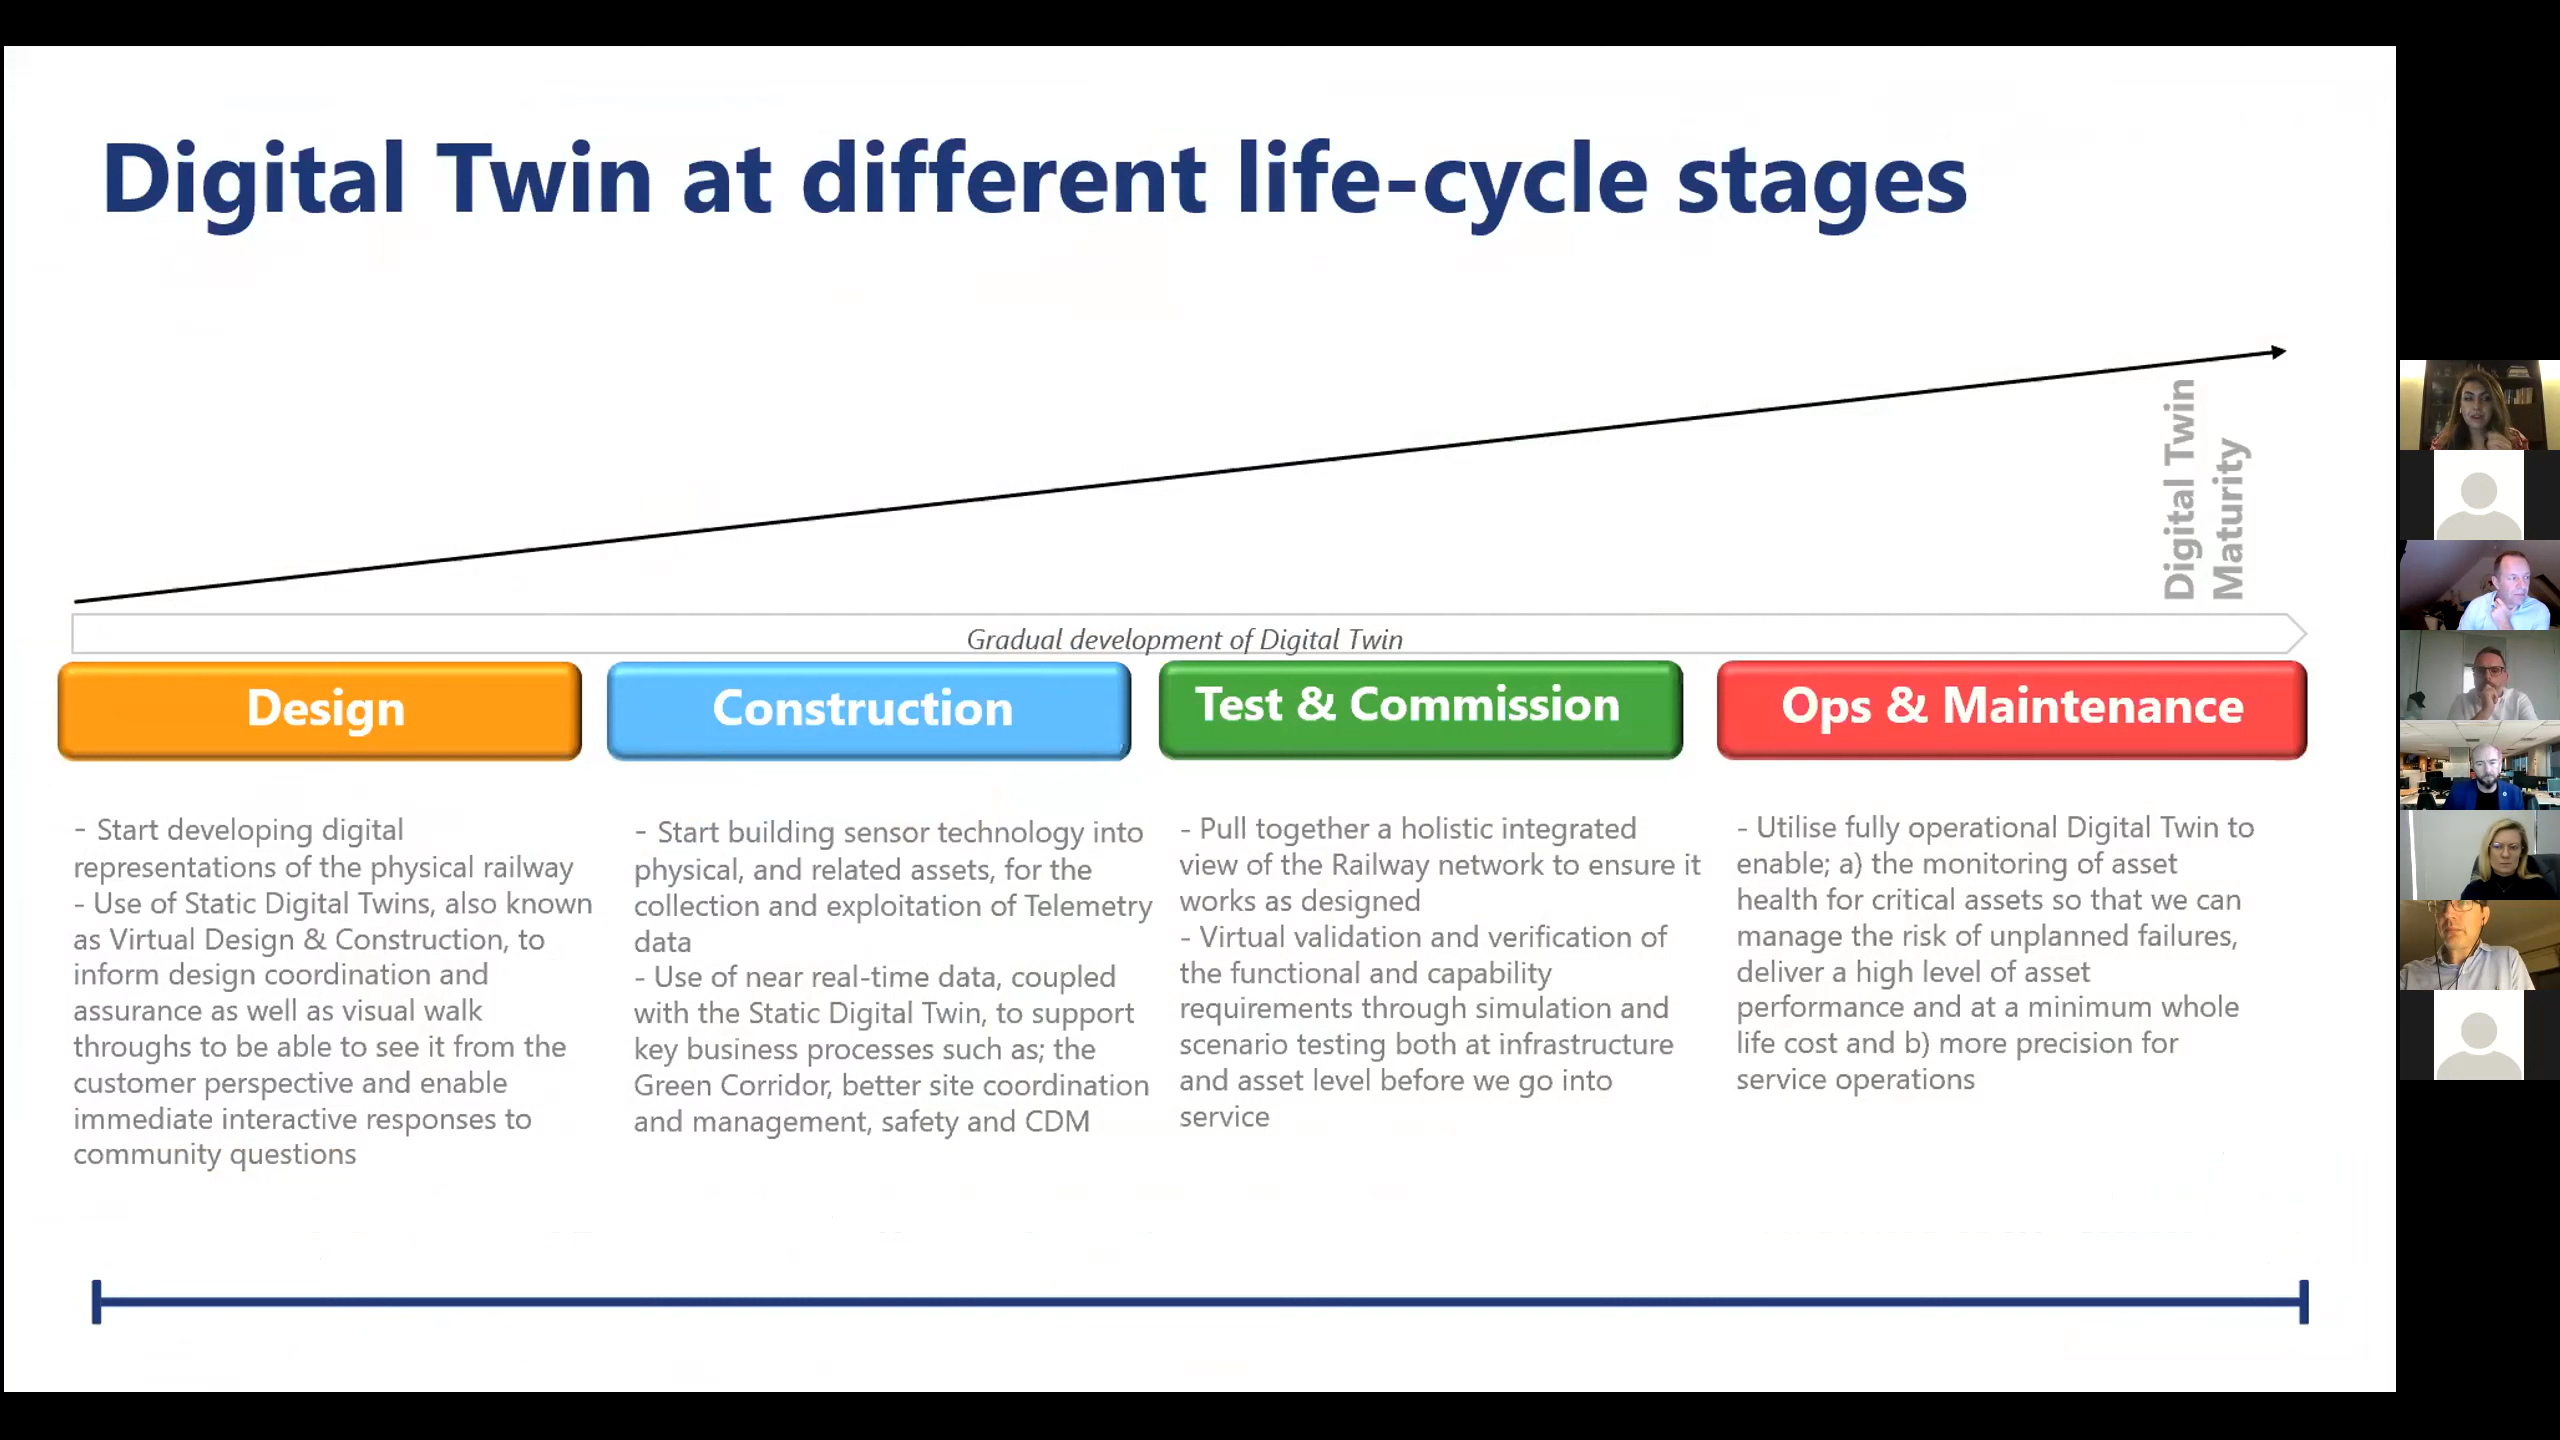 Digital Twin at different life-cycle stages
Digital Twin
Maturity
Gradual development of Digital Twin
Design
- Start developing digital
representations of the physical railway
- Use of Static Digital Twins, also known
as Virtual Design & Construction, to
inform design coordination and
assurance as well as visual walk
throughs to be able to see it from the
customer perspective and enable
immediate interactive responses to
community questions
Construction
- Start building sensor technology into
physical, and related assets, for the
collection and exploitation of Telemetry
data
- Use of near real-time data, coupled
with the Static Digital Twin, to support
key business processes such as; the
Green Corridor, better site coordination
and management, safety and CDM
Test & Commission
- Pull together a holistic integrated
view of the Railway network to ensure it
works as designed
- Virtual validation and verification of
the functional and capability
requirements through simulation and
scenario testing both at infrastructure
and asset level before we go into
service
Ops & Maintenance
- Utilise fully operational Digital Twin to
enable; a) the monitoring of asset
health for critical assets so that we can
manage the risk of unplanned failures,
deliver a high level of asset
performance and at a minimum whole
life cost and b) more precision for
service operations